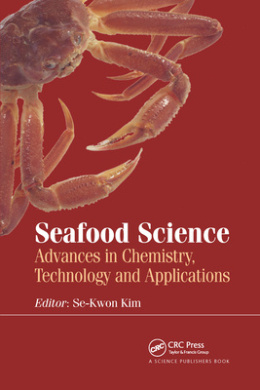 Seafood Science
Advances in Chemistry,
Technology and Applications
Editor: Se-Kwon Kim
CRC Press
Taylor & Francis Group
A SCIENCE PUBLISHERS BOOK